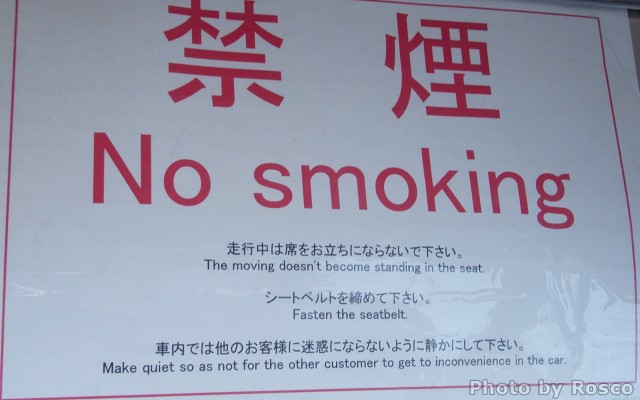 禁煙
No smoking
走行中は席をお立ちにならないで下さい。
The moving doesn't become standing in the seat.
シートベルトを締めて下さい。
Fasten the seatbelt.
車内では他のお客様に迷惑にならないように静かにして下さい。
Make quiet so as not for the other customer to get to inconvenience in the car.
Photo by Rosco